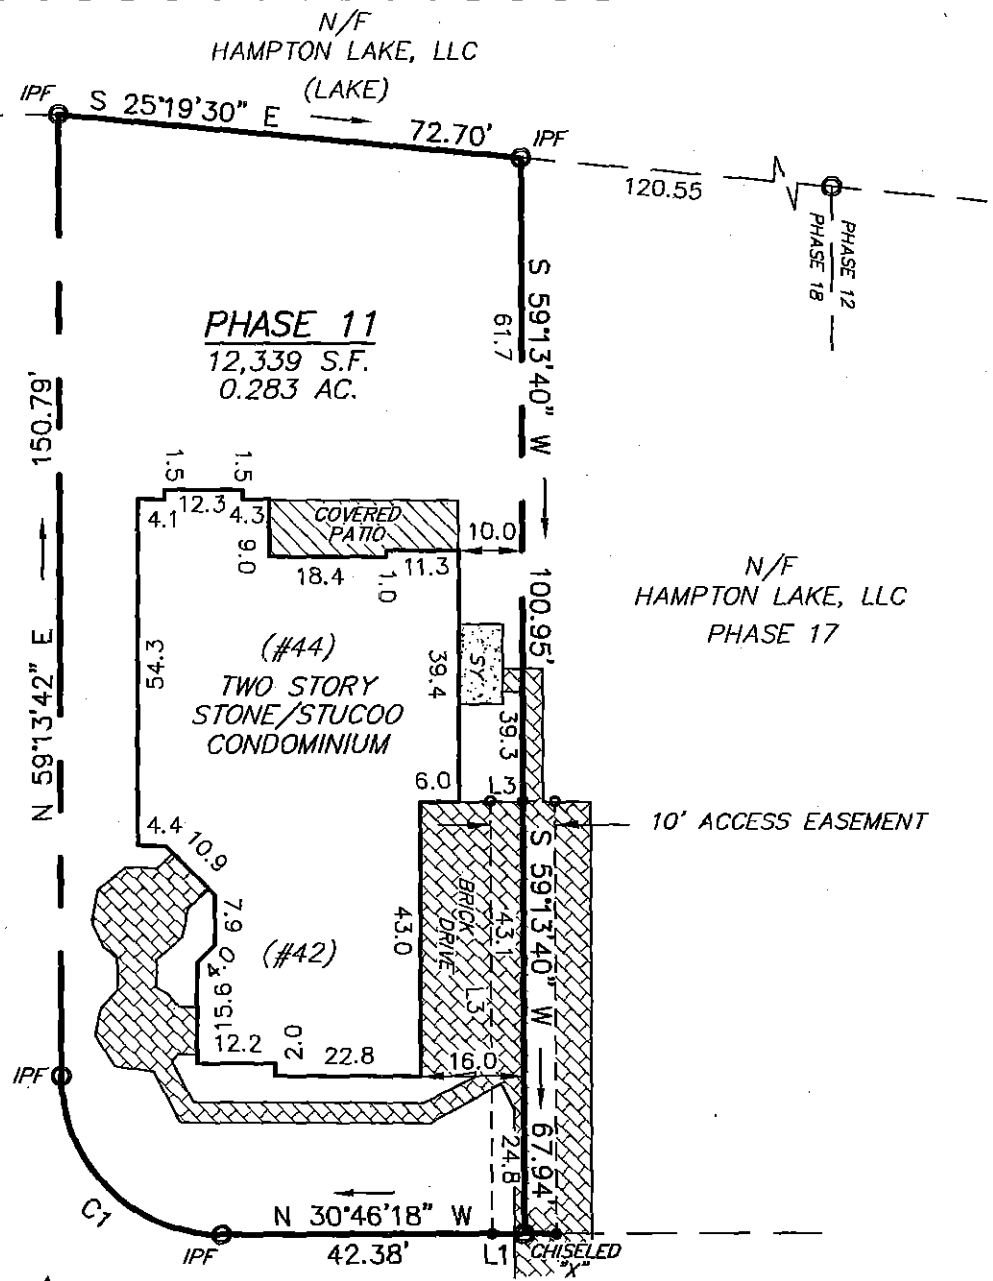 N/F
HAMPTON LAKE, LLC
(LAKE)
IPF
S 25°19'30" E
72.70'
IPF
120.55
PHASE 12
PHASE 18
PHASE 11
12,339 S.F.
0.283 AC.
S 59°13'40" W
61.7
150.79'
1.5
1.5
4.1
12.3
4.3
COVERED
PATIO
10.0
9.0
18.4
1.0
11.3
100.95'
N/F
HAMPTON LAKE, LLC
PHASE 17
N 59°13'42" E
54.3
(#44)
TWO STORY
STONE/STUCOO
CONDOMINIUM
39.4
SY
39.3
6.0
L3
10' ACCESS EASEMENT
4.4
10.9
7.9
BRICK
DRIVE
43.0
43.1
S 59°13'40" W
(#42)
L3
15.6
12.2
2.0
22.8
16.0
IPF
67.94'
24.8
C1
N 30°46'18" W
42.38'
IPF
L1
CHISELED
"X"